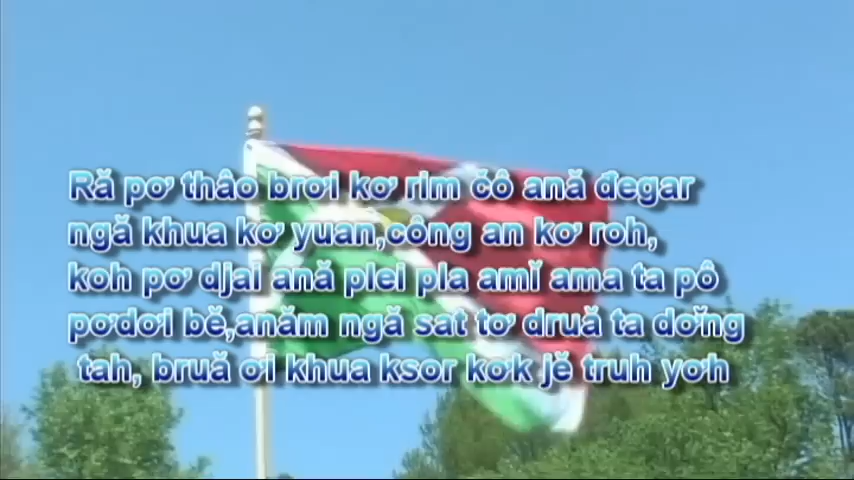 Ră pơ thâo brơi kơ rim čô ană đegar
ngă khua kơ yuan,công an kơ roh,
koh pơ djai ană plei pla amĭ ama ta pô
pơdơi bĕ,anăm ngă sat tơ druă ta dơ̆ng
tah, bruă ơi khua ksor kơk jĕ truh yơh